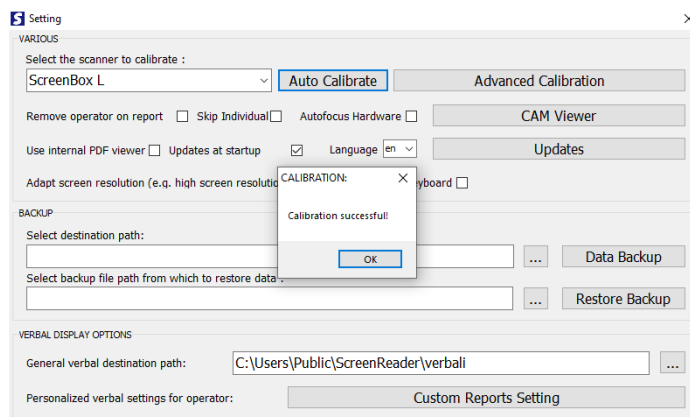 S Setting
VARIOUS
Select the scanner to calibrate :
ScreenBox L Auto Calibrate Advanced Calibration
Remove operator on report Skip Individual Autofocus Hardware CAM Viewer
Use internal PDF viewer Updates at startup Language en Updates
Adapt screen resolution (e.g. high screen
CALIBRATION:
Calibration successful!
OK
BACKUP
Select destination path:
... Data Backup
Select backup file path from which to restore data
... Restore Backup
VERBAL DISPLAY OPTIONS
General verbal destination path: C:\Users\Public\ScreenReader\verbali ...
Personalized verbal settings for operator: Custom Reports Setting